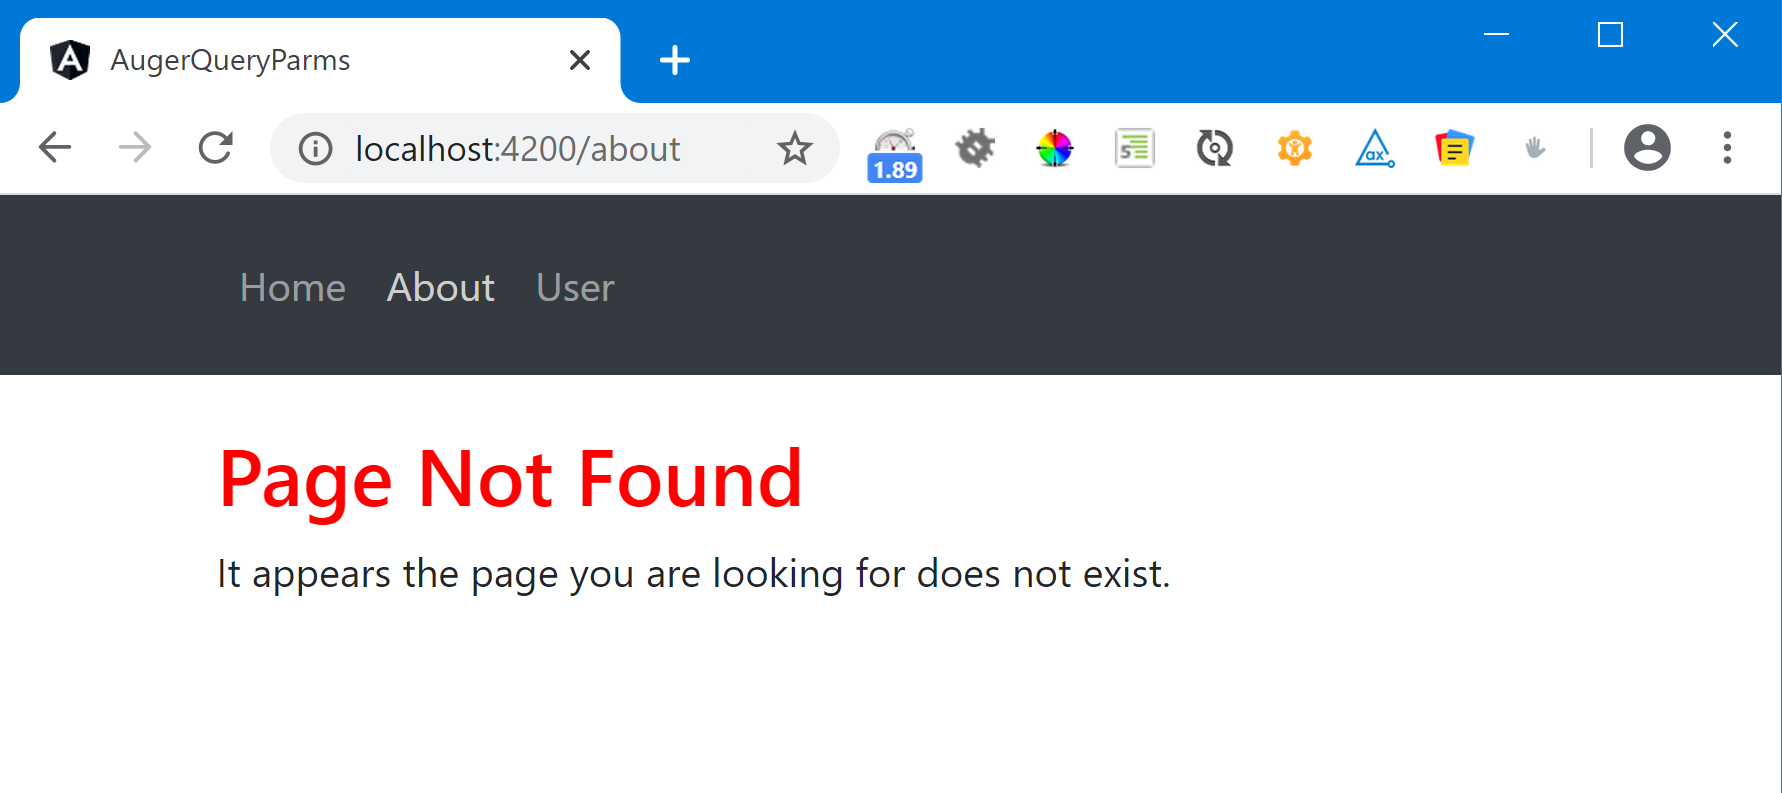 AugerQueryParms
localhost:4200/about
1.89
S
ax
Home About User
Page Not Found
It appears the page you are looking for does not exist.